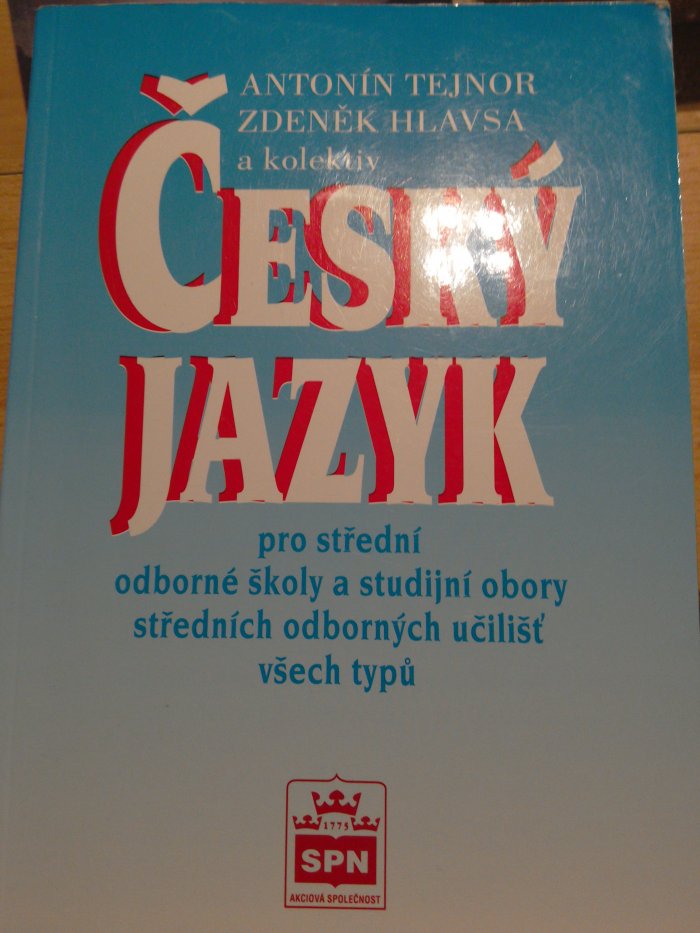 ANTONÍN TEJNOR
ZDENĚK HLAVSA
a kolektiv
ČESKÝ
JAZYK
pro střední
odborné školy a studijní obory
středních odborných učilišť
všech typů
1775
SPN
AKCIOVÁ SPOLEČNOST